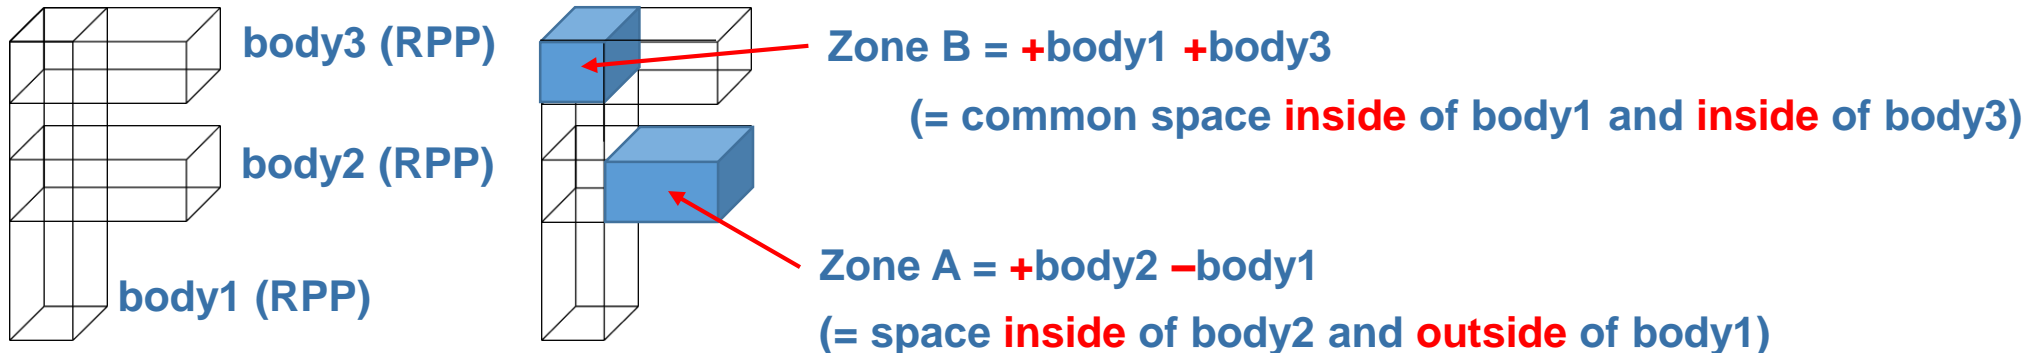 body3 (RPP)
body2 (RPP)
body1 (RPP)
Zone B = +body1 +body3
(= common space inside of body1 and inside of body3)
Zone A = +body2 –body1
(= space inside of body2 and outside of body1)